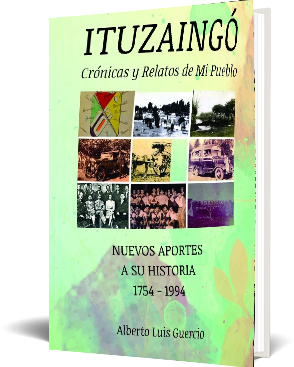 ITUZAINGÓ
Crónicas y Relatos de Mi Pueblo
NUEVOS APORTES
A SU HISTORIA
1754 - 1994
Alberto Luis Guercio